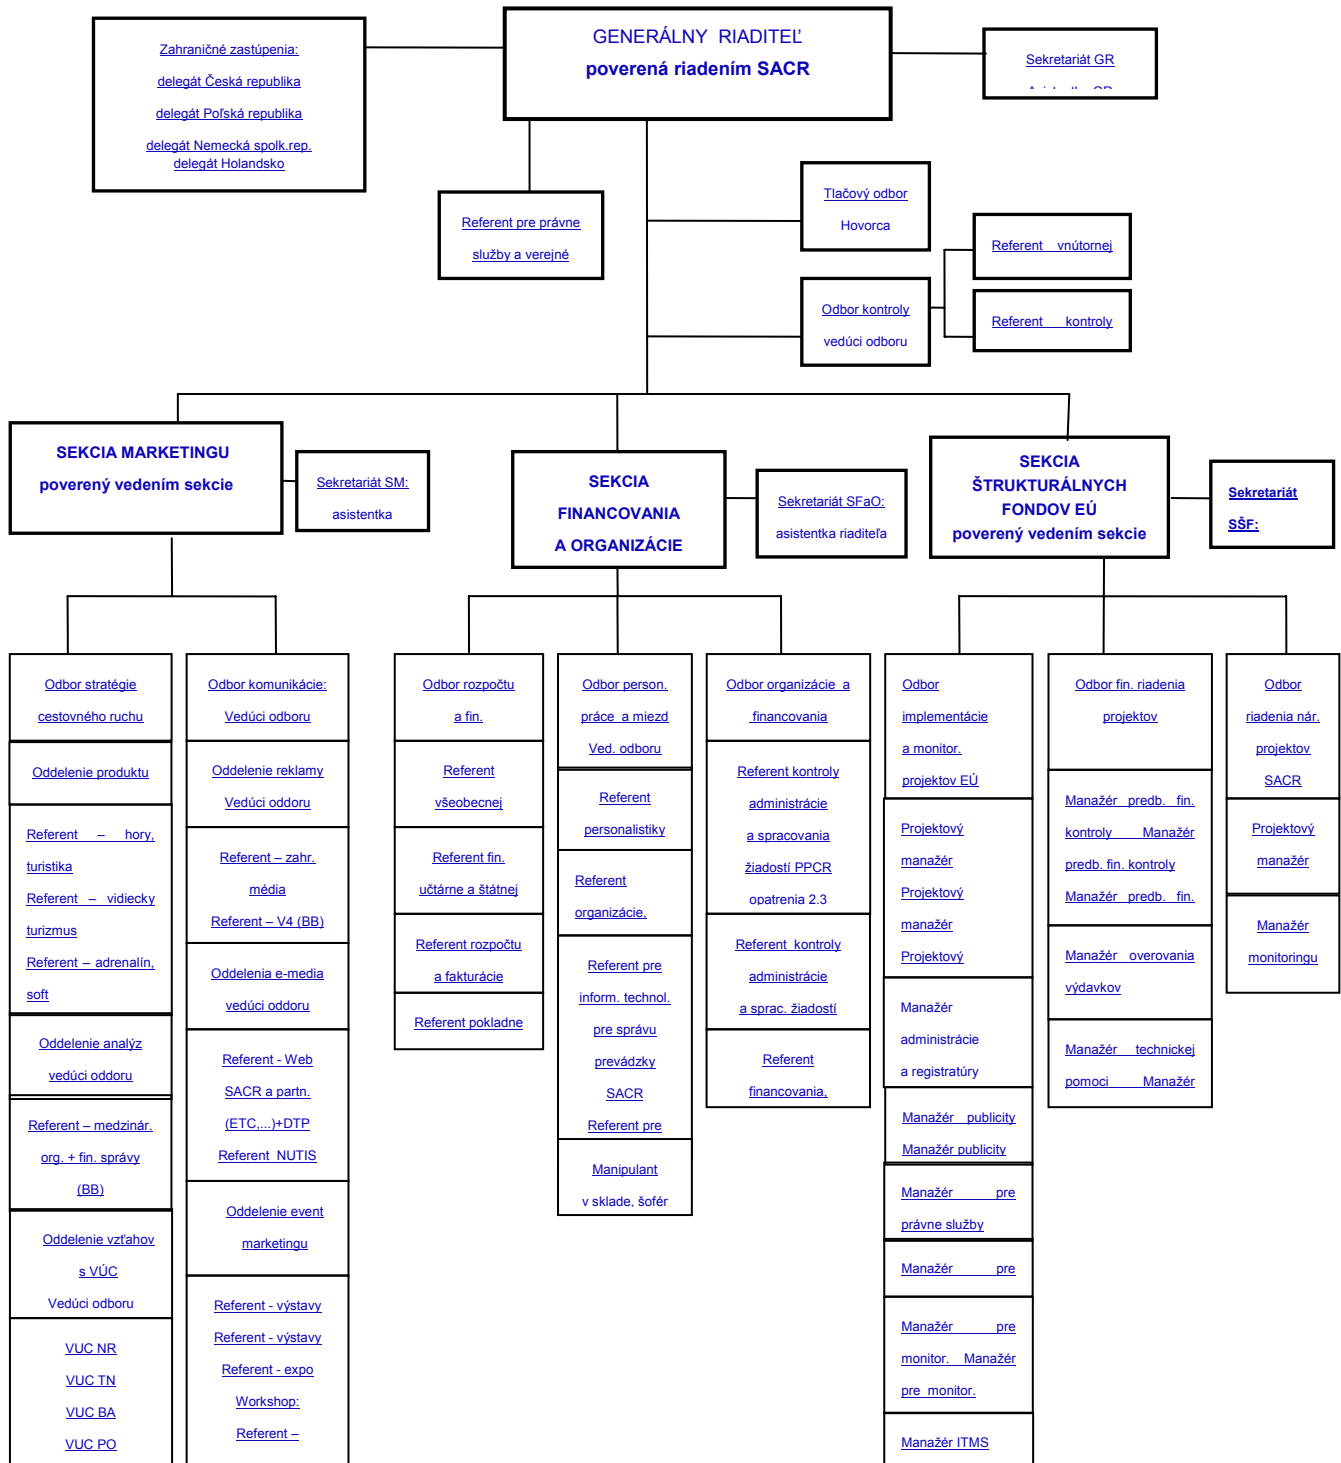 Zahraničné zastúpenia:
delegát Česká republika
delegát Poľská republika
delegát Nemecká spolk.rep.
delegát Holandsko
GENERÁLNY RIADITEĽ
poverená riadením SACR
Sekretariát GR
Referent pre právne
služby a verejné
Tlačový odbor
Hovorca
Odbor kontroly
vedúci odboru
Referent vnútornej
Referent kontroly
SEKCIA MARKETINGU
poverený vedením sekcie
Sekretariát SM:
asistentka
SEKCIA
FINANCOVANIA
A ORGANIZÁCIE
Sekretariát SFaO:
asistentka riaditeľa
SEKCIA
ŠTRUKTURÁLNYCH
FONDOV EÚ
poverený vedením sekcie
Sekretariát
SŠF:
Odbor stratégie
cestovného ruchu
Oddelenie produktu
Referent – hory,
turistika
Referent – vidiecky
turizmus
Referent – adrenalín,
soft
Oddelenie analýz
vedúci oddoru
Referent – medzinár.
org. + fin. správy
(BB)
Oddelenie vzťahov
s VÚC
Vedúci odboru
VUC NR
VUC TN
VUC BA
VUC PO
Odbor komunikácie:
Vedúci odboru
Oddelenie reklamy
Vedúci oddoru
Referent – zahr.
média
Referent – V4 (BB)
Oddelenia e-media
vedúci oddoru
Referent - Web
SACR a partn.
(ETC,...)+DTP
Referent NUTIS
Oddelenie event
marketingu
Referent - výstavy
Referent - výstavy
Referent - expo
Workshop:
Referent –
Odbor rozpočtu
a fin.
Referent
všeobecnej
Referent fin.
učtárne a štátnej
Referent rozpočtu
a fakturácie
Referent pokladne
Odbor person.
práce a miezd
Ved. odboru
Referent
personalistiky
Referent
organizácie,
Referent pre
inform. technol.
pre správu
prevádzky
SACR
Referent pre
Manipulant
v sklade, šofér
Odbor organizácie a
financovania
Referent kontroly
administrácie
a spracovania
žiadostí PPCR
opatrenia 2.3
Referent kontroly
administrácie
a sprac. žiadostí
Referent
financovania,
Odbor
implementácie
a monitor.
projektov EÚ
Projektový
manažér
Projektový
manažér
Projektový
Manažér
administrácie
a registratúry
Manažér publicity
Manažér publicity
Manažér pre
právne služby
Manažér pre
Manažér pre
monitor. Manažér
pre monitor.
Manažér ITMS
Odbor fin. riadenia
projektov
Manažér predb. fin.
kontroly Manažér
predb. fin. kontroly
Manažér predb. fin.
Manažér overovania
výdavkov
Manažér technickej
pomoci Manažér
Odbor
riadenia nár.
projektov
SACR
Projektový
manažér
Manažér
monitoringu